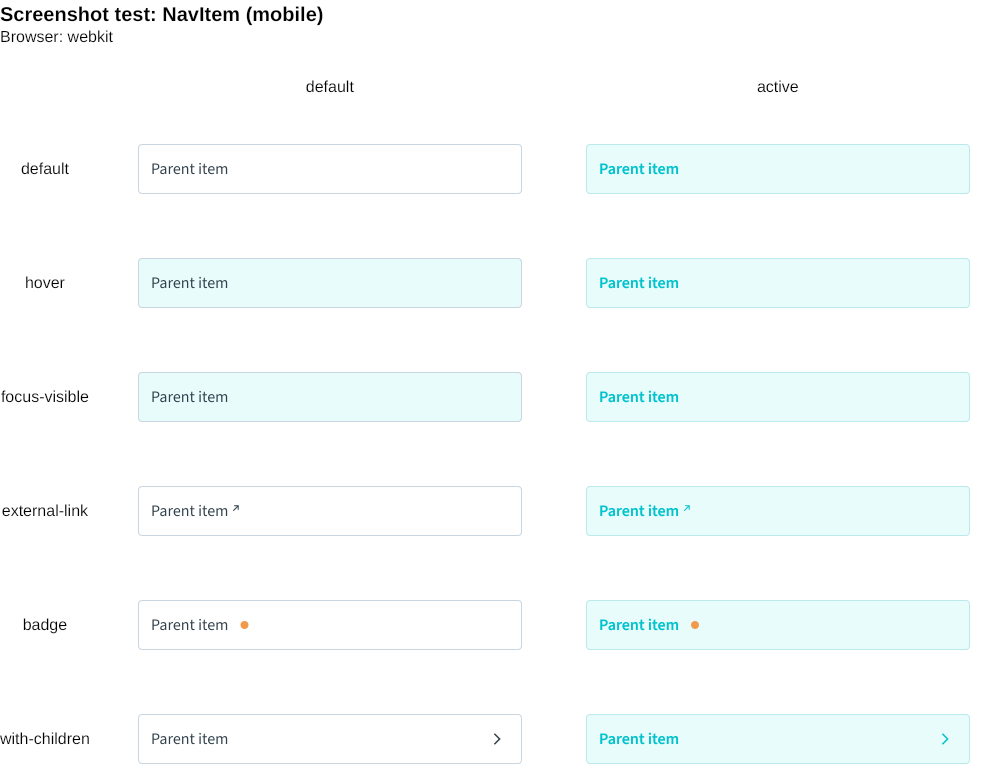 Screenshot test: NavItem (mobile)
Browser: webkit
default active
default Parent item Parent item
hover Parent item Parent item
focus-visible Parent item Parent item
external-link Parent item Parent item
badge Parent item Parent item
with-children Parent item Parent item